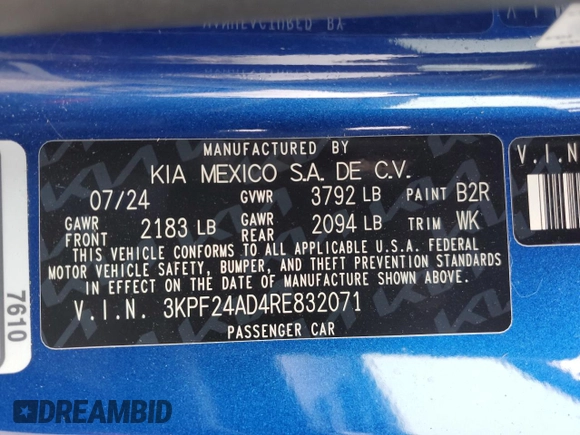 MANUFACTURED BY
KIA MEXICO S.A. DE C.V.
07/24 GVWR 3792 LB PAINT B2R
GAWR FRONT 2183 LB GAWR REAR 2094 LB TRIM WK
THIS VEHICLE CONFORMS TO ALL APPLICABLE U.S.A. FEDERAL
MOTOR VEHICLE SAFETY, BUMPER, AND THEFT PREVENTION STANDARDS
IN EFFECT ON THE DATE OF MANUFACTURE SHOWN ABOVE.
V.I.N. 3KPF24AD4RE832071
PASSENGER CAR
7610
V.I.N
DREAMBID